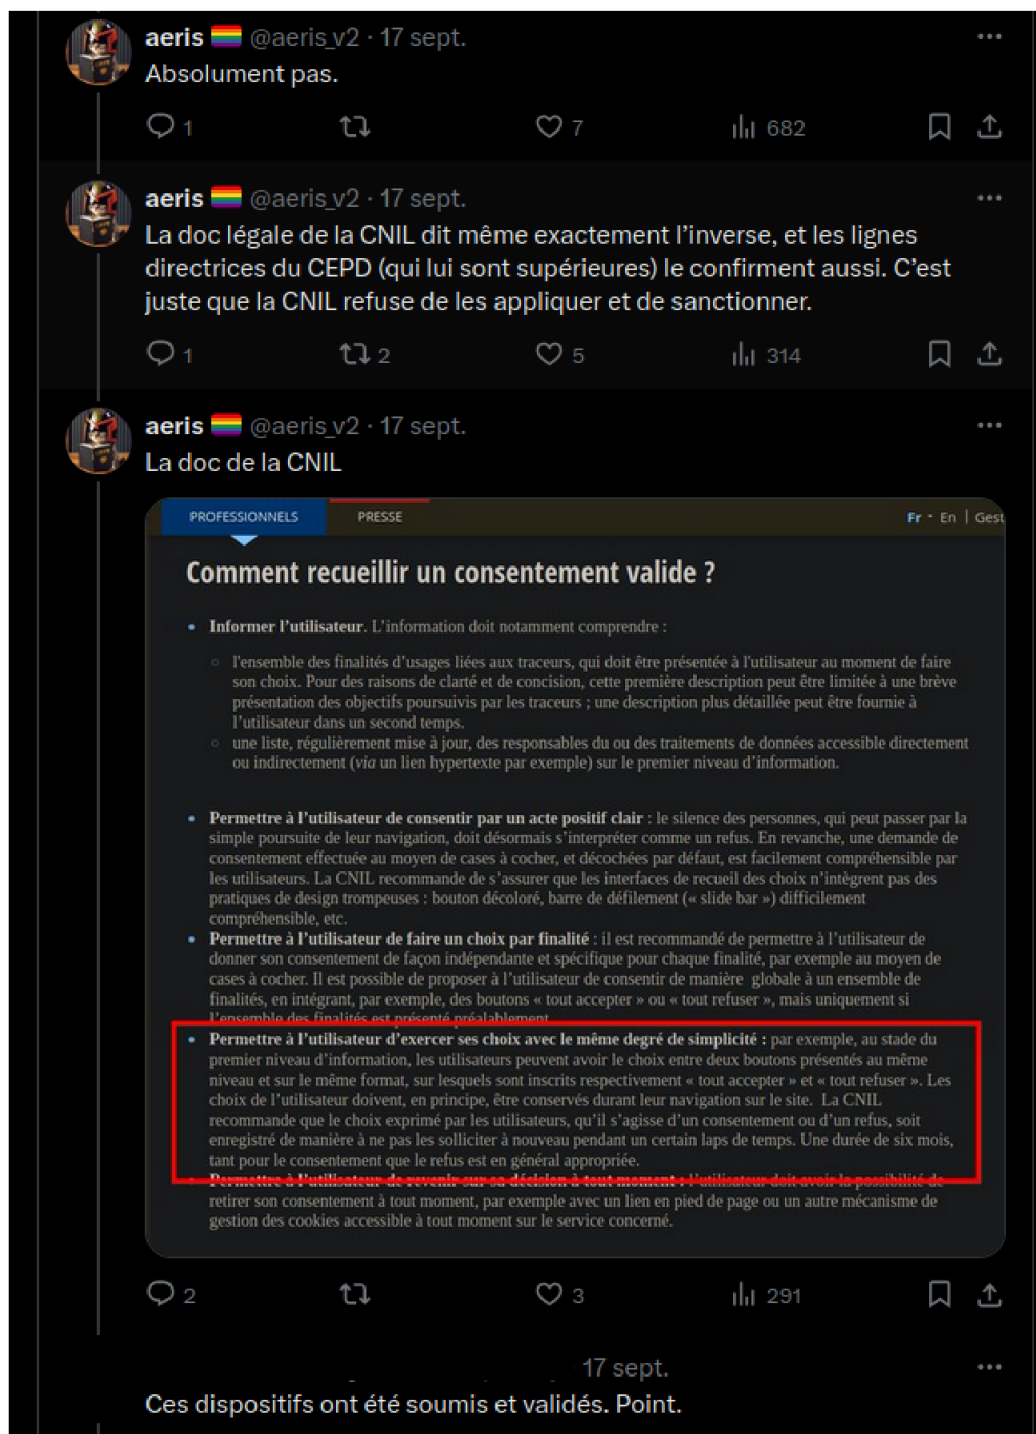 aeris 🏳️‍🌈 @aeris_v2 · 17 sept.
Absolument pas.
1 7 682
aeris 🏳️‍🌈 @aeris_v2 · 17 sept.
La doc légale de la CNIL dit même exactement l'inverse, et les lignes
directrices du CEPD (qui lui sont supérieures) le confirment aussi. C'est
juste que la CNIL refuse de les appliquer et de sanctionner.
1 2 5 314
aeris 🏳️‍🌈 @aeris_v2 · 17 sept.
La doc de la CNIL
PROFESSIONNELS PRESSE Fr - En | Gest
Comment recueillir un consentement valide ?
• Informer l'utilisateur. L'information doit notamment comprendre :
○ l'ensemble des finalités d'usages liées aux traceurs, qui doit être présentée à l'utilisateur au moment de faire
son choix. Pour des raisons de clarté et de concision, cette première description peut être limitée à une brève
présentation des objectifs poursuivis par les traceurs ; une description plus détaillée peut être fournie à
l'utilisateur dans un second temps.
○ une liste, régulièrement mise à jour, des responsables du ou des traitements de données accessible directement
ou indirectement (via un lien hypertexte par exemple) sur le premier niveau d'information.
• Permettre à l'utilisateur de consentir par un acte positif clair : le silence des personnes, qui peut passer par la
simple poursuite de leur navigation, doit désormais s'interpréter comme un refus. En revanche, une demande de
consentement effectuée au moyen de cases à cocher, et décochées par défaut, est facilement compréhensible par
les utilisateurs. La CNIL recommande de s'assurer que les interfaces de recueil des choix n'intègrent pas des
pratiques de design trompeuses : bouton décoloré, barre de défilement (« slide bar ») difficilement
compréhensible, etc.
• Permettre à l'utilisateur de faire un choix par finalité : il est recommandé de permettre à l'utilisateur de
donner son consentement de façon indépendante et spécifique pour chaque finalité, par exemple au moyen de
cases à cocher. Il est possible de proposer à l'utilisateur de consentir de manière globale à un ensemble de
finalités, en intégrant, par exemple, des boutons « tout accepter » ou « tout refuser », mais uniquement si
l'ensemble des finalités est présenté préalablement.
• Permettre à l'utilisateur d'exercer ses choix avec le même degré de simplicité : par exemple, au stade du
premier niveau d'information, les utilisateurs peuvent avoir le choix entre deux boutons présentés au même
niveau et sur le même format, sur lesquels sont inscrits respectivement « tout accepter » et « tout refuser ». Les
choix de l'utilisateur doivent, en principe, être conservés durant leur navigation sur le site. La CNIL
recommande que le choix exprimé par les utilisateurs, qu'il s'agisse d'un consentement ou d'un refus, soit
enregistré de manière à ne pas les solliciter à nouveau pendant un certain laps de temps. Une durée de six mois,
tant pour le consentement que le refus est en général appropriée.
• Permettre à l'utilisateur de revenir sur sa décision à tout moment : l'utilisateur doit avoir la possibilité de
retirer son consentement à tout moment, par exemple avec un lien en pied de page ou un autre mécanisme de
gestion des cookies accessible à tout moment sur le service concerné.
2 3 291
17 sept.
Ces dispositifs ont été soumis et validés. Point.